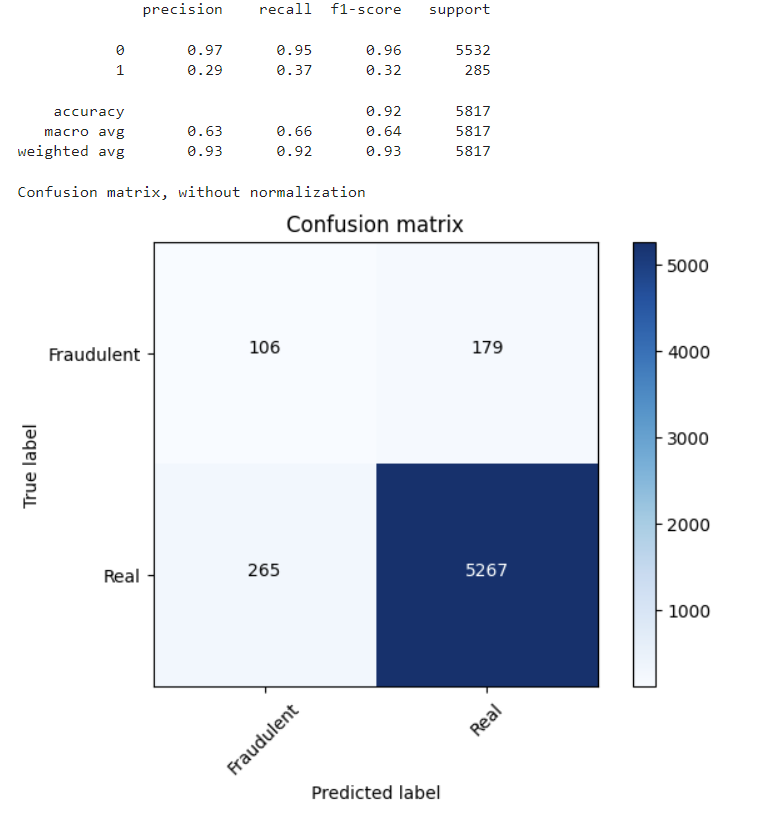 precision recall f1-score support
0 0.97 0.95 0.96 5532
1 0.29 0.37 0.32 285
accuracy 0.92 5817
macro avg 0.63 0.66 0.64 5817
weighted avg 0.93 0.92 0.93 5817
Confusion matrix, without normalization
Confusion matrix
5000
4000
3000
2000
1000
True label
Fraudulent 106 179
Real 265 5267
Fraudulent Real
Predicted label